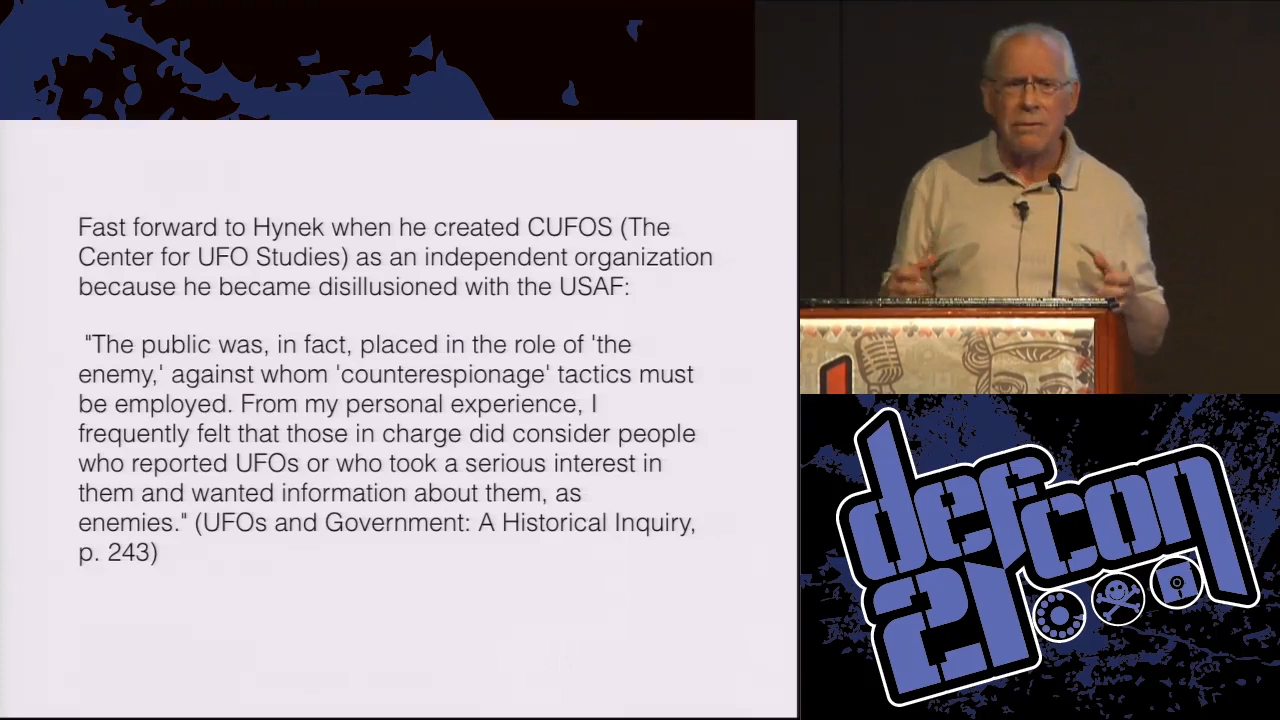 Fast forward to Hynek when he created CUFOS (The
Center for UFO Studies) as an independent organization
because he became disillusioned with the USAF:
"The public was, in fact, placed in the role of 'the
enemy,' against whom 'counterespionage' tactics must
be employed. From my personal experience, I
frequently felt that those in charge did consider people
who reported UFOs or who took a serious interest in
them and wanted information about them, as
enemies." (UFOs and Government: A Historical Inquiry,
p. 243)
defcon
21